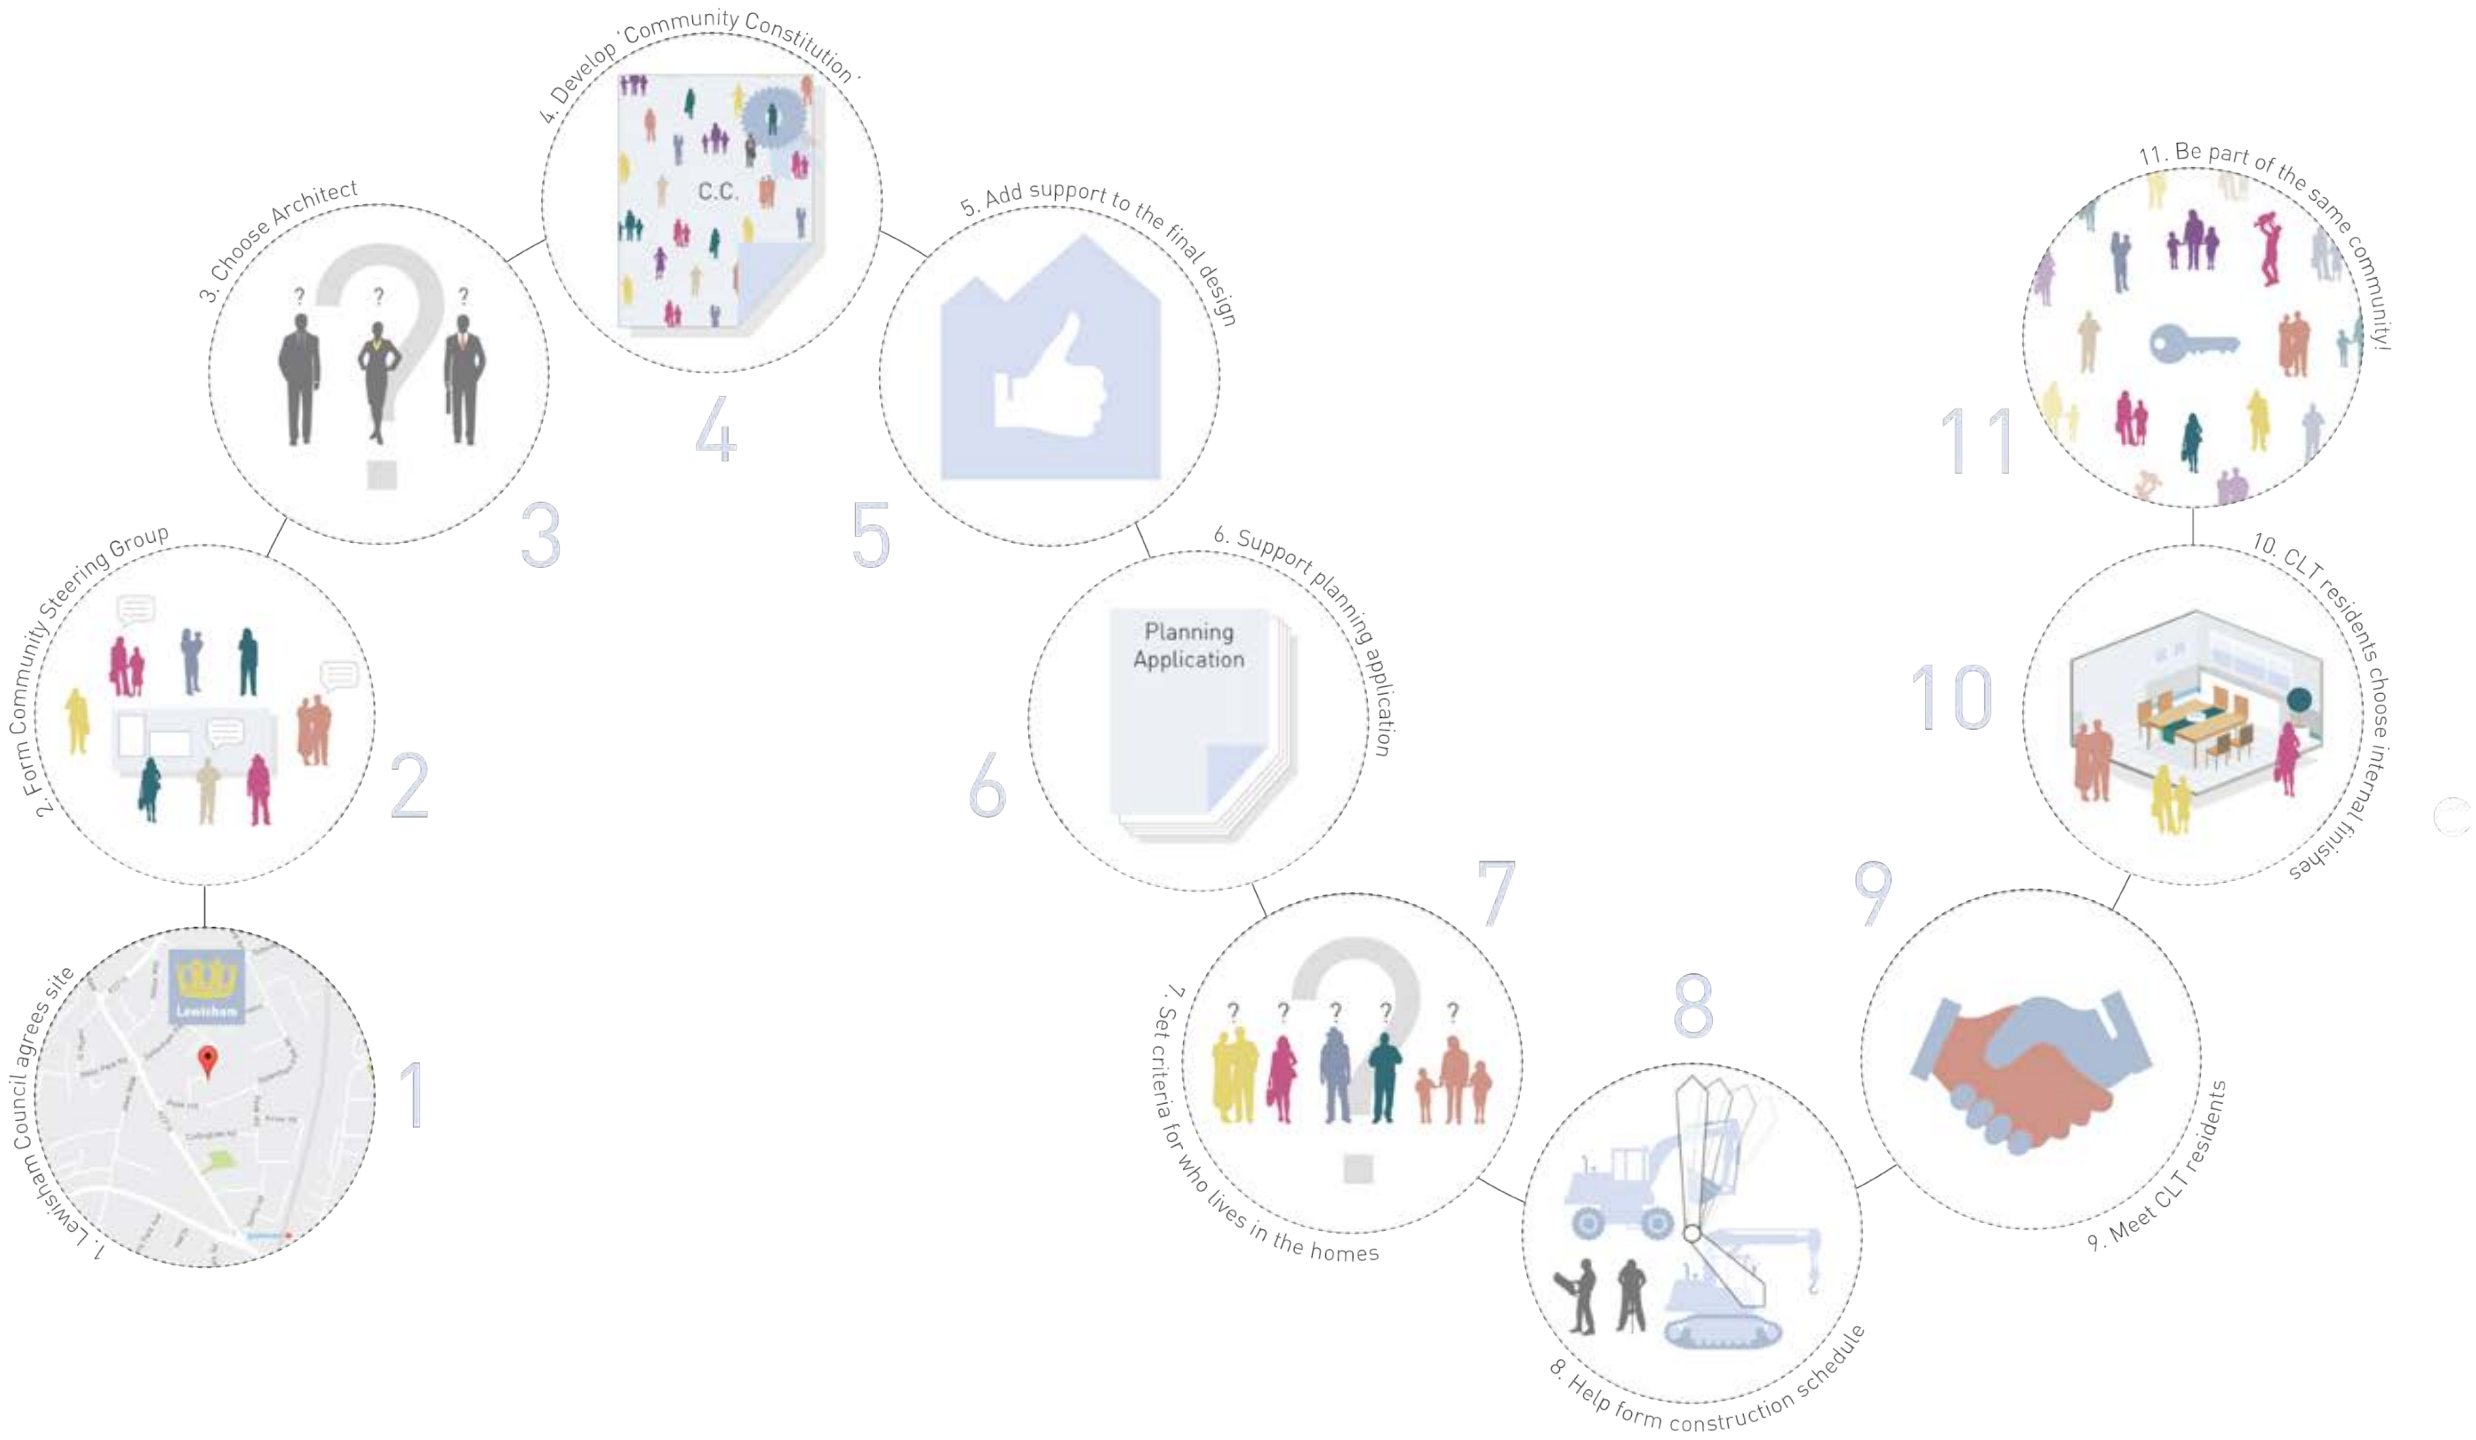 1. Lewisham Council agrees site
Lewisham
1
2. Form Community Steering Group
2
3. Choose Architect
? ? ?
?
3
4. Develop 'Community Constitution'
C.C.
4
5. Add support to the final design
5
6. Support planning application
Planning
Application
6
7. Set criteria for who lives in the homes
? ? ? ? ?
?
7
8. Help form construction schedule
8
9. Meet CLT residents
9
10. CLT residents choose internal finishes
10
11. Be part of the same community!
11